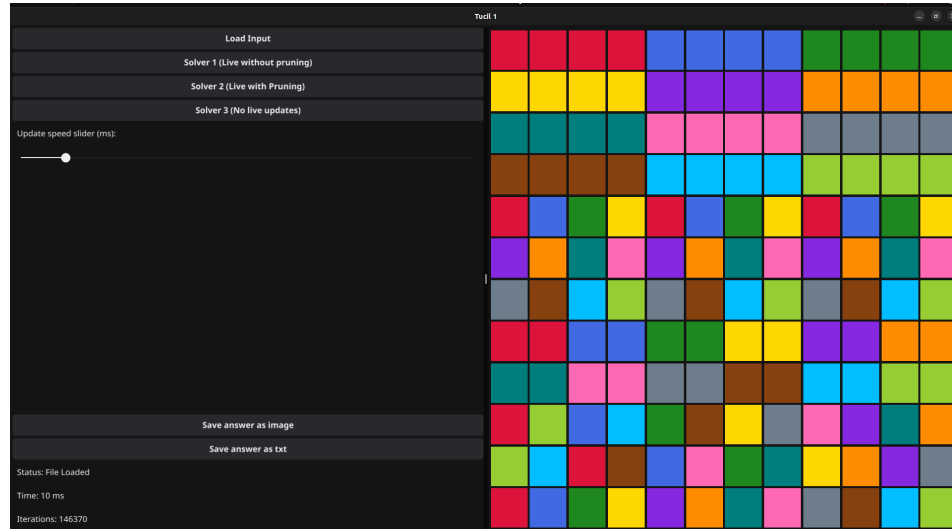 Tucil 1
Load Input
Solver 1 (Live without pruning)
Solver 2 (Live with Pruning)
Solver 3 (No live updates)
Update speed slider (ms):
Save answer as image
Save answer as txt
Status: File Loaded
Time: 10 ms
Iterations: 146370